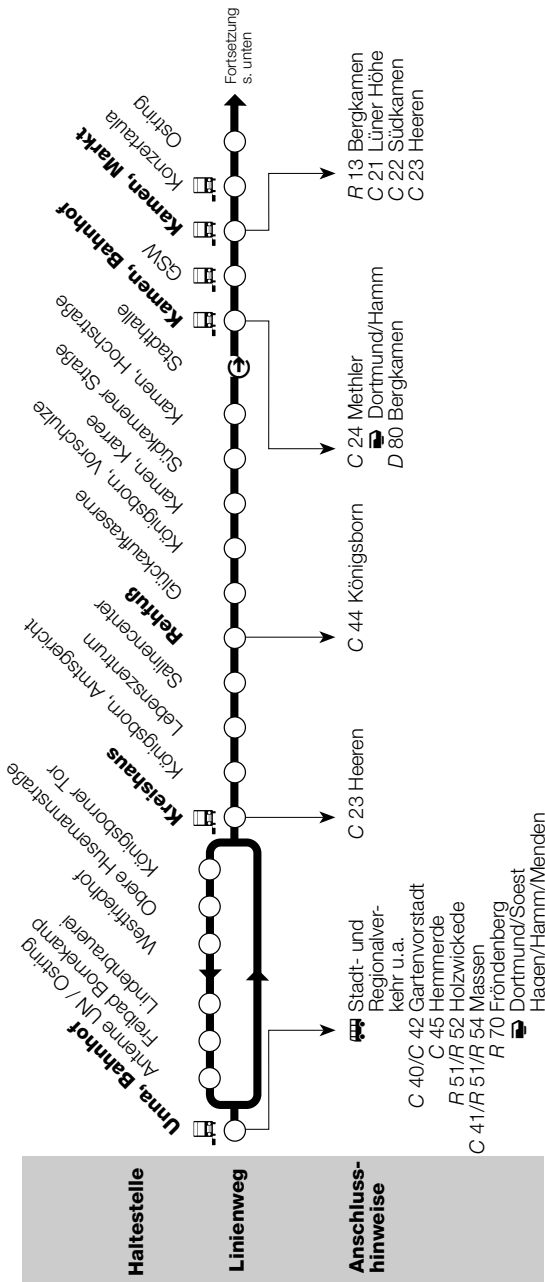 Haltestelle
Unna, Bahnhof
Antenne UN / Ostring
Freibad Bornekamp
Lindenbrauerei
Westfriedhof
Obere Husemannstraße
Königsborner Tor
Kreishaus
Königsborn, Amtsgericht
Lebenszentrum
Salinencenter
Rehfuß
Glückaufkaserne
Königsborn, Vorschulze
Kamen, Karree
Südkamener Straße
Kamen, Hochstraße
Stadthalle
Kamen, Bahnhof
GSW
Kamen, Markt
Konzertaula
Ostring
Linienweg
Fortsetzung
s. unten
Anschluss-
hinweise
Stadt- und
Regionalver-
kehr u.a.
C 40/C 42 Gartenvorstadt
C 45 Hemmerde
R 51/R 52 Holzwickede
C 41/R 51/R 54 Massen
R 70 Fröndenberg
Dortmund/Soest
Hagen/Hamm/Menden
C 23 Heeren
C 44 Königsborn
C 24 Methler
Dortmund/Hamm
D 80 Bergkamen
R 13 Bergkamen
C 21 Lüner Höhe
C 22 Südkamen
C 23 Heeren